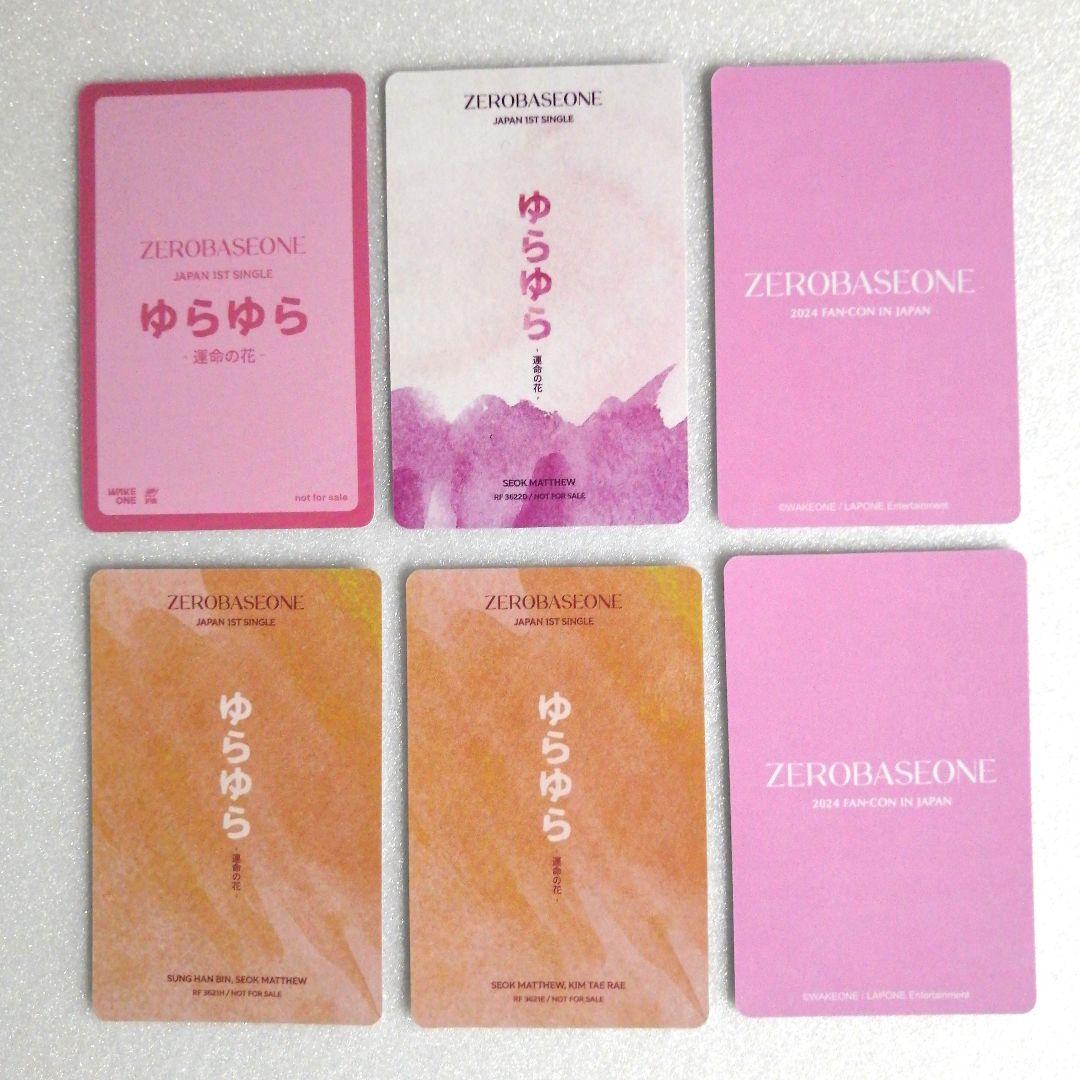 ZEROBASEONE
JAPAN 1ST SINGLE
ゆらゆら
- 運命の花 -
WAKE
ONE
not for sale
ZEROBASEONE
JAPAN 1ST SINGLE
ゆらゆら
- 運命の花 -
SEOK MATTHEW
RF 3622D / NOT FOR SALE
ZEROBASEONE
2024 FAN-CON IN JAPAN
©WAKEONE / LAPONE Entertainment
ZEROBASEONE
JAPAN 1ST SINGLE
ゆらゆら
- 運命の花 -
SUNG HAN BIN, SEOK MATTHEW
RF 3621H / NOT FOR SALE
ZEROBASEONE
JAPAN 1ST SINGLE
ゆらゆら
- 運命の花 -
SEOK MATTHEW, KIM TAE RAE
RF 3621E / NOT FOR SALE
ZEROBASEONE
2024 FAN-CON IN JAPAN
©WAKEONE / LAPONE Entertainment